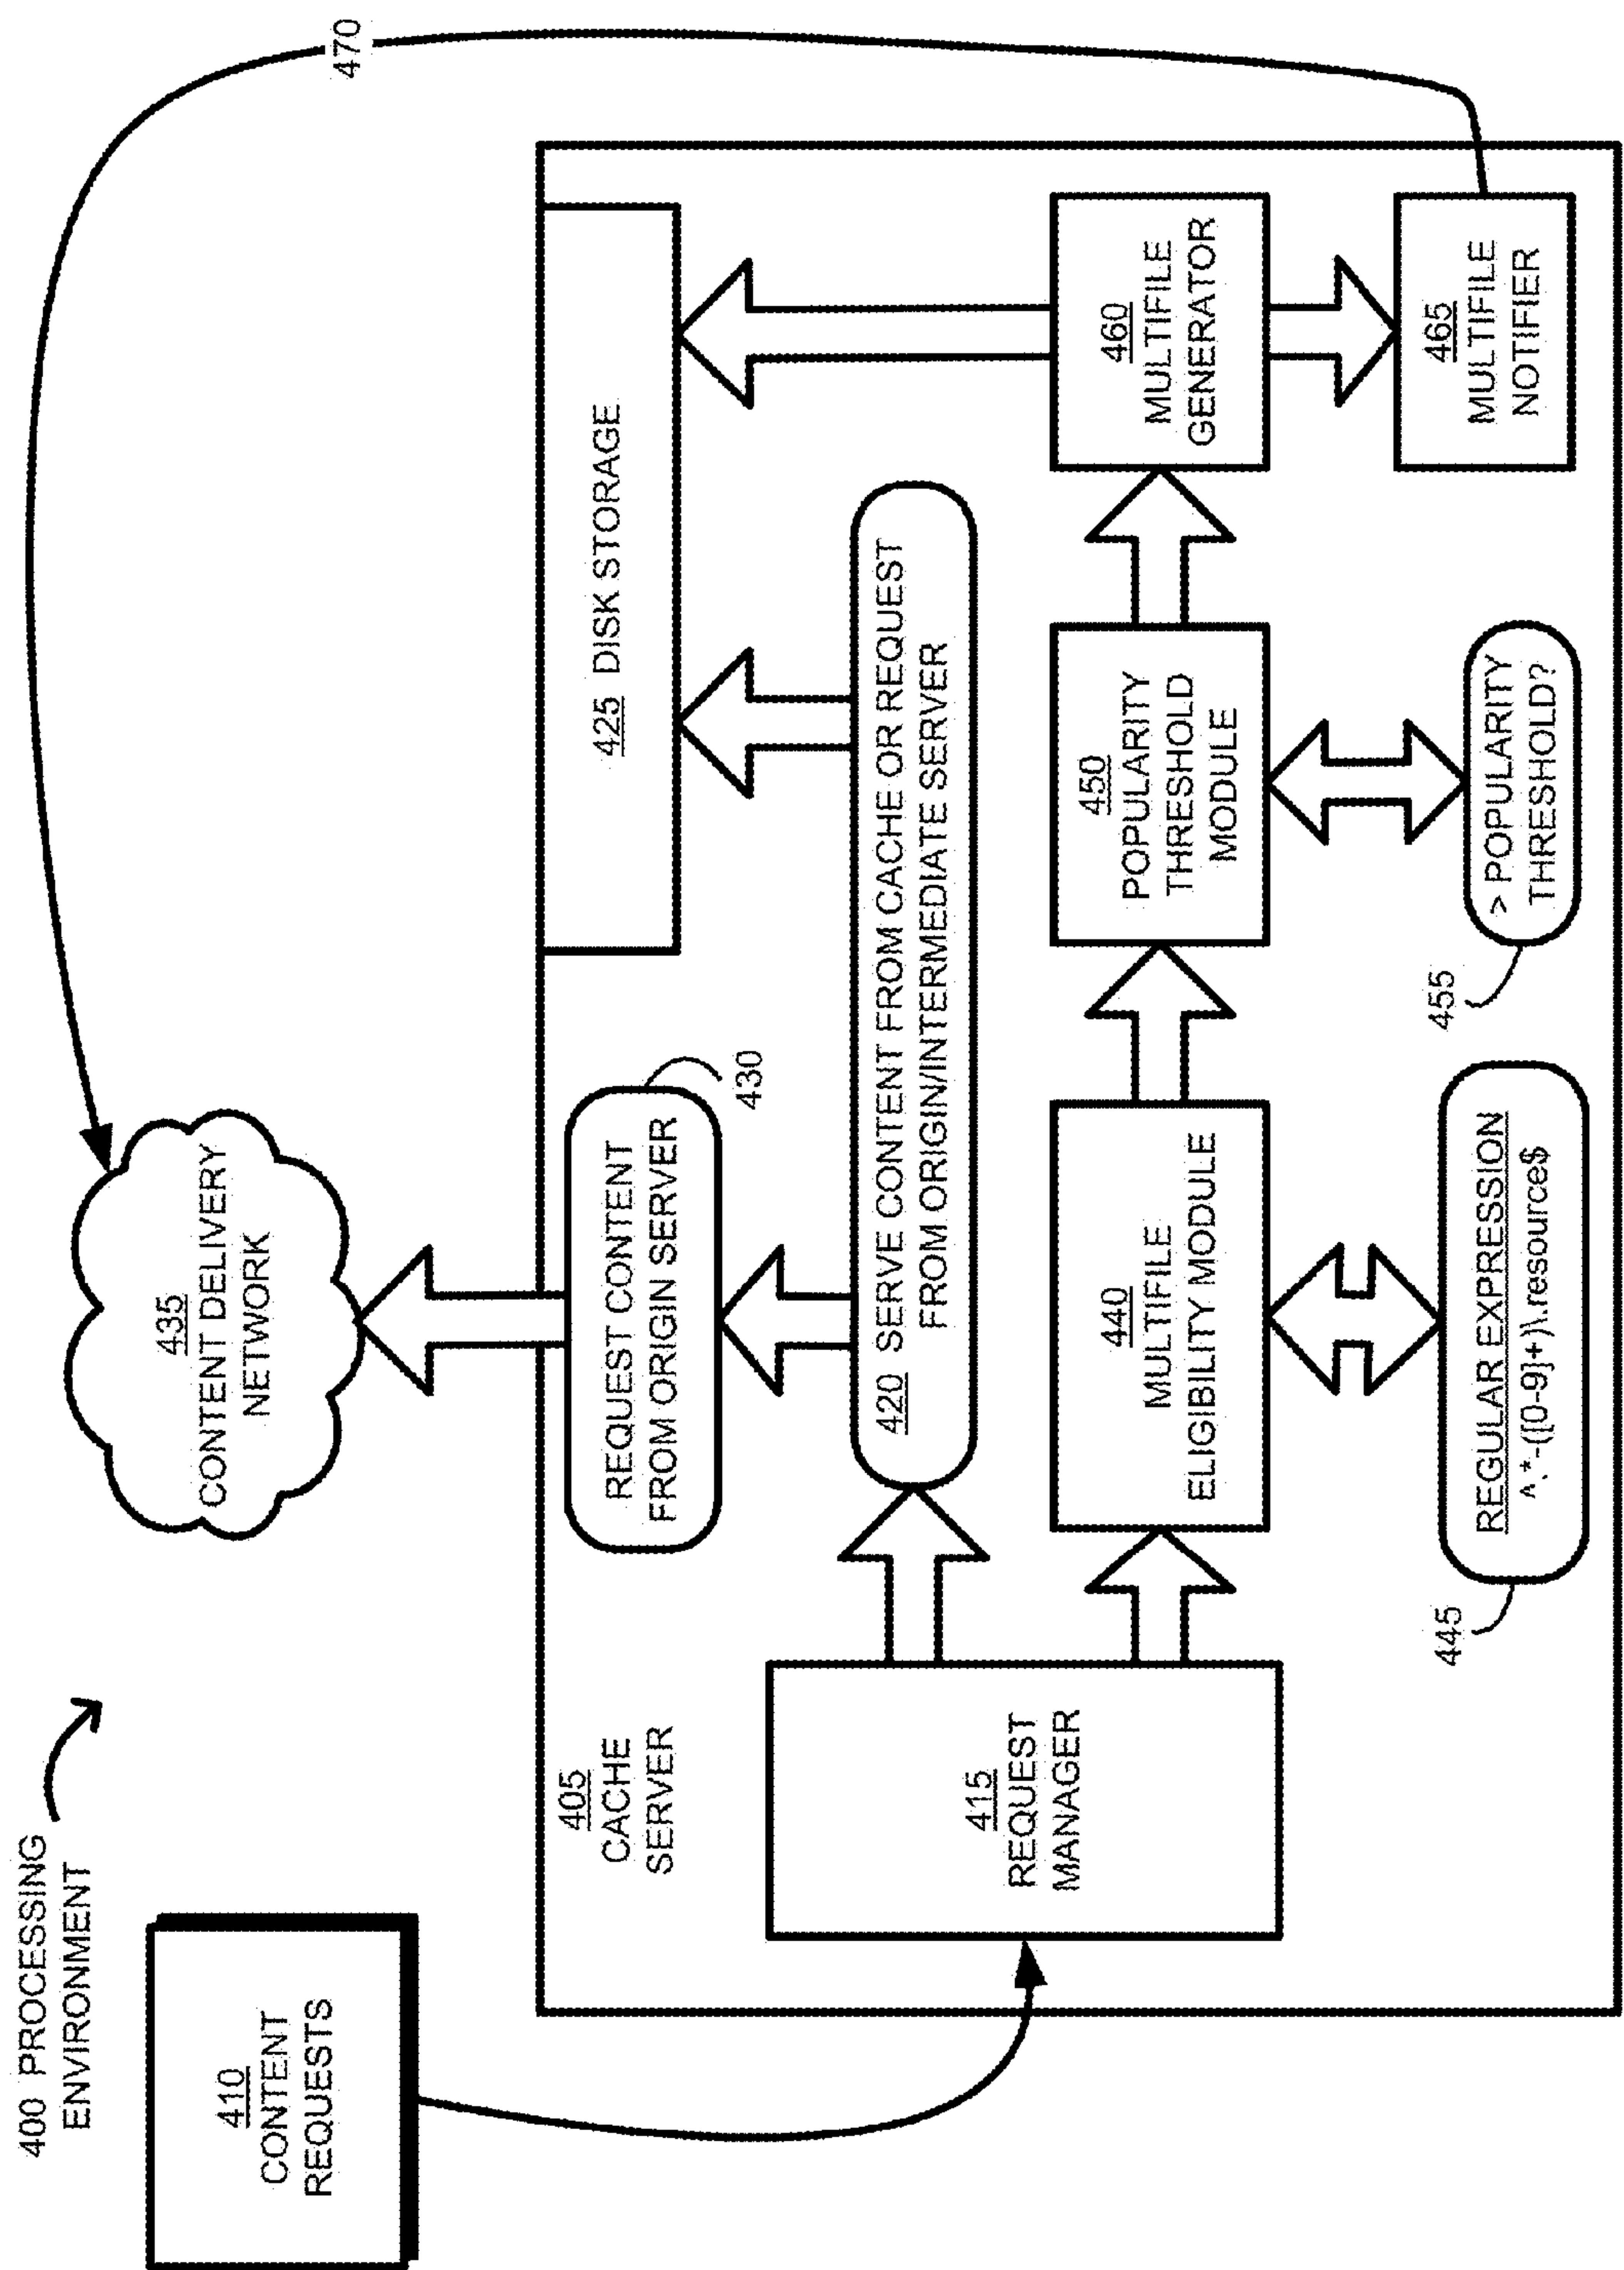 400 PROCESSING
ENVIRONMENT
410
CONTENT
REQUESTS
435
CONTENT DELIVERY
NETWORK
470
405
CACHE
SERVER
REQUEST CONTENT
FROM ORIGIN SERVER
430
425 DISK STORAGE
415
REQUEST
MANAGER
420 SERVE CONTENT FROM CACHE OR REQUEST
FROM ORIGIN/INTERMEDIATE SERVER
440
MULTIFILE
ELIGIBILITY MODULE
450
POPULARITY
THRESHOLD
MODULE
460
MULTIFILE
GENERATOR
445
REGULAR EXPRESSION
^.*-([0-9]+)\.resource$
455
> POPULARITY
THRESHOLD?
465
MULTIFILE
NOTIFIER